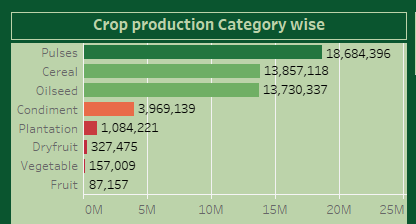 Crop production Category wise
Pulses 18,684,396
Cereal 13,857,118
Oilseed 13,730,337
Condiment 3,969,139
Plantation 1,084,221
Dryfruit 327,475
Vegetable 157,009
Fruit 87,157
0M 5M 10M 15M 20M 25M